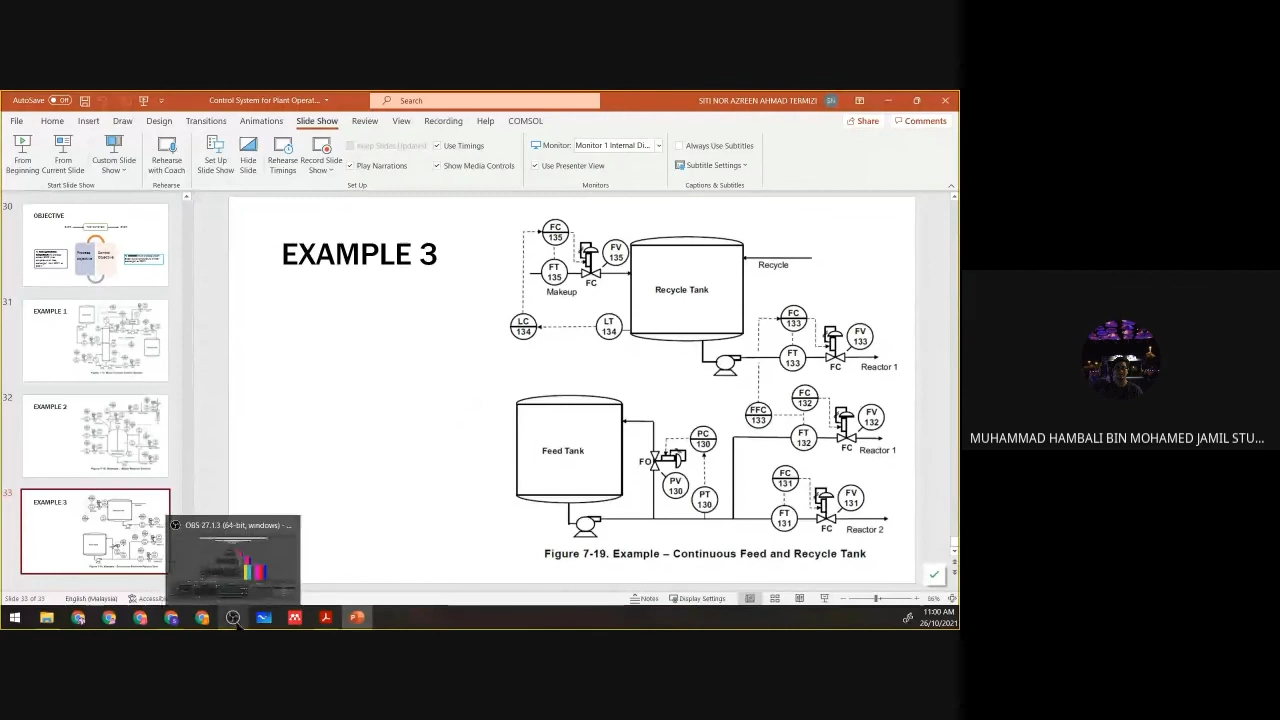 AutoSave Off
Control System for Plant Operat...
Search
SITI NOR AZREEN AHMAD TERMIZI SN
File Home Insert Draw Design Transitions Animations Slide Show Review View Recording Help COMSOL
Share Comments
From Beginning
From Current Slide
Custom Slide Show
Rehearse with Coach
Set Up Slide Show
Hide Slide
Rehearse Timings
Record Slide Show
Keep Slides Updated
Use Timings
Play Narrations
Show Media Controls
Monitor: Monitor 1 Internal Di...
Use Presenter View
Always Use Subtitles
Subtitle Settings
Start Slide Show
Rehearse
Set Up
Monitors
Captions & Subtitles
30
OBJECTIVE
31
EXAMPLE 1
32
EXAMPLE 2
33
EXAMPLE 3
OBS 27.1.3 (64-bit, windows) - ...
EXAMPLE 3
FC 135
FV 135
FT 135
FC
Makeup
LC 134
LT 134
Recycle Tank
Recycle
FC 133
FV 133
FT 133
FC
Reactor 1
FFC 133
FC 132
FV 132
FT 132
FC
Reactor 1
Feed Tank
FO
PC 130
PV 130
PT 130
FC 131
FV 131
FT 131
FC
Reactor 2
Figure 7-19. Example – Continuous Feed and Recycle Tank
MUHAMMAD HAMBALI BIN MOHAMED JAMIL STU...
Slide 33 of 33
English (Malaysia)
Notes
Display Settings
86%
11:00 AM
26/10/2021